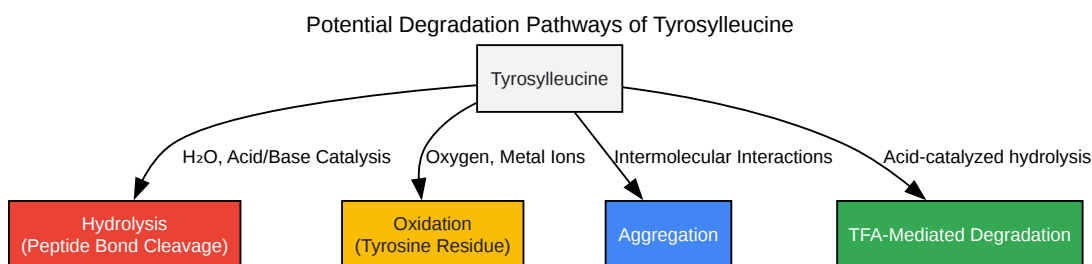 Potential Degradation Pathways of Tyrosylleucine
Tyrosylleucine
H₂O, Acid/Base Catalysis
Oxygen, Metal Ions
Intermolecular Interactions
Acid-catalyzed hydrolysis
Hydrolysis
(Peptide Bond Cleavage)
Oxidation
(Tyrosine Residue)
Aggregation
TFA-Mediated Degradation